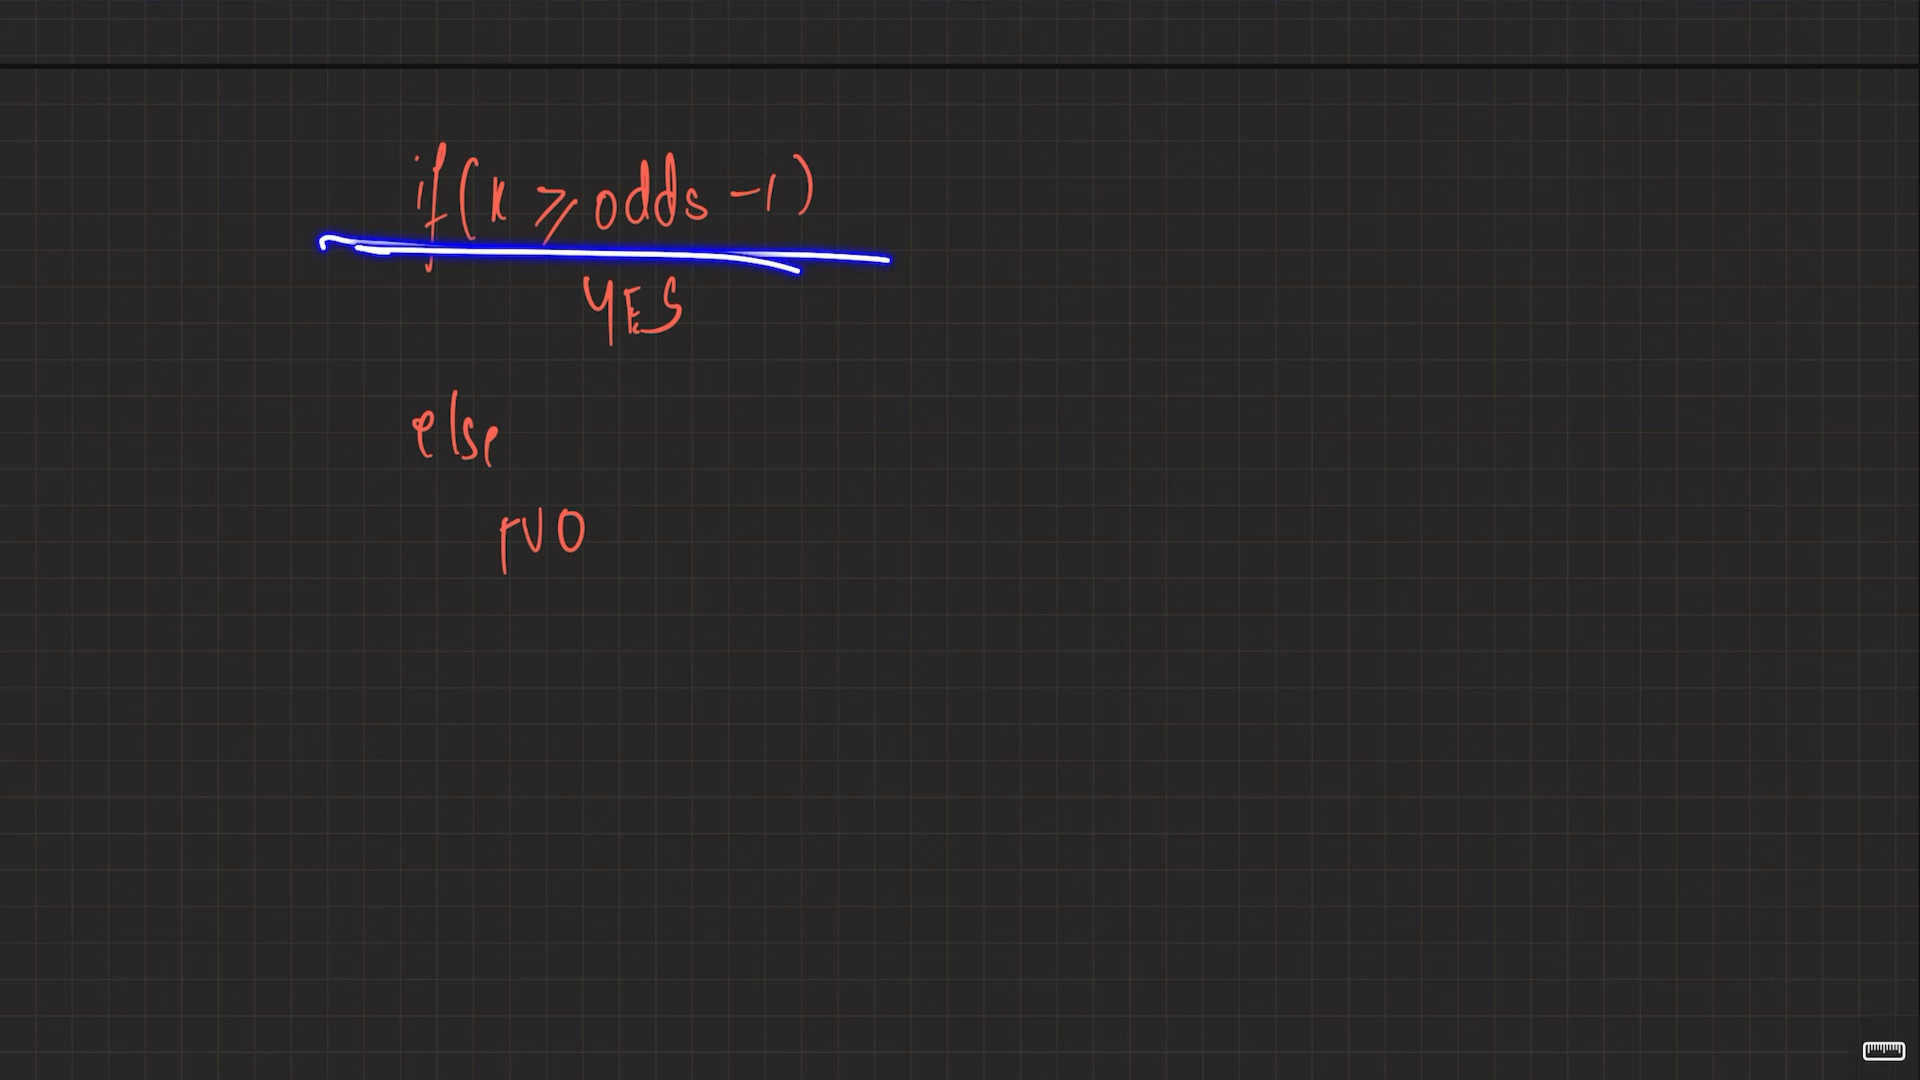 if(k ≥ odds -1)
YES
else
NO